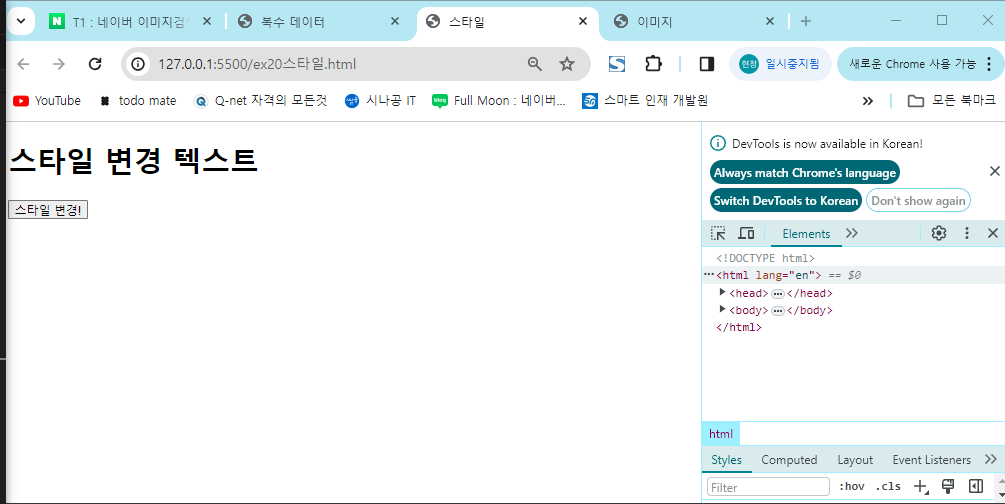 T1 : 네이버 이미지검색
복수 데이터
스타일
이미지
127.0.0.1:5500/ex20스타일.html
현정 일시중지됨
새로운 Chrome 사용 가능
YouTube
todo mate
Q-net 자격의 모든것
시나공 IT
blog Full Moon : 네이버...
스마트 인재 개발원
모든 북마크
스타일 변경 텍스트
스타일 변경!
DevTools is now available in Korean!
Always match Chrome's language
Switch DevTools to Korean
Don't show again
Elements
<!DOCTYPE html>
<html lang="en"> == $0
<head> ... </head>
<body> ... </body>
</html>
html
Styles
Computed
Layout
Event Listeners
Filter
:hov
.cls